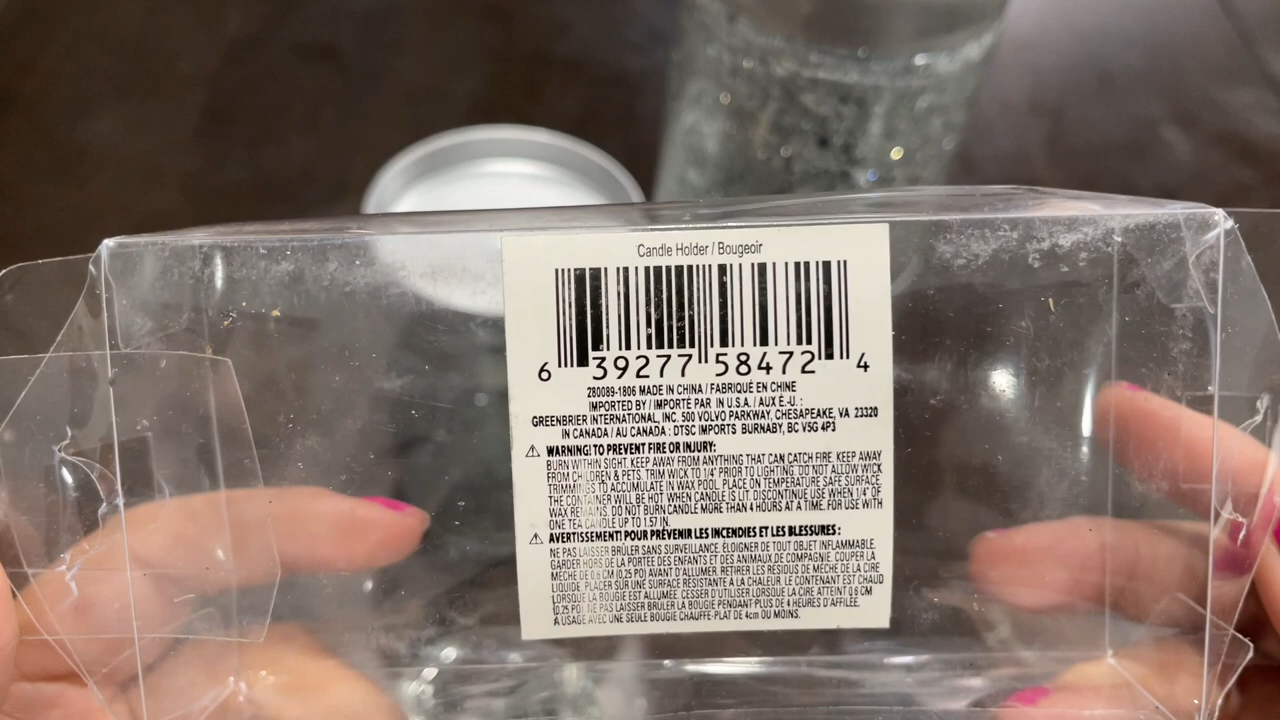 Candle Holder / Bougeoir
6 39277 58472 4
280089-1806 MADE IN CHINA / FABRIQUÉ EN CHINE
IMPORTED BY / IMPORTÉ PAR IN U.S.A. / AUX É.-U. :
GREENBRIER INTERNATIONAL, INC. 500 VOLVO PARKWAY, CHESAPEAKE, VA 23320
IN CANADA / AU CANADA : DTSC IMPORTS BURNABY, BC V5G 4P3
⚠ WARNING! TO PREVENT FIRE OR INJURY:
BURN WITHIN SIGHT. KEEP AWAY FROM ANYTHING THAT CAN CATCH FIRE. KEEP AWAY
FROM CHILDREN & PETS. TRIM WICK TO 1/4" PRIOR TO LIGHTING. DO NOT ALLOW WICK
TRIMMINGS TO ACCUMULATE IN WAX POOL. PLACE ON TEMPERATURE SAFE SURFACE.
THE CONTAINER WILL BE HOT WHEN CANDLE IS LIT. DISCONTINUE USE WHEN 1/4" OF
WAX REMAINS. DO NOT BURN CANDLE MORE THAN 4 HOURS AT A TIME. FOR USE WITH
ONE TEA CANDLE UP TO 1.57 IN.
⚠ AVERTISSEMENT! POUR PRÉVENIR LES INCENDIES ET LES BLESSURES :
NE PAS LAISSER BRÛLER SANS SURVEILLANCE. ÉLOIGNER DE TOUT OBJET INFLAMMABLE.
GARDER HORS DE LA PORTÉE DES ENFANTS ET DES ANIMAUX DE COMPAGNIE. COUPER LA
MÈCHE DE 0,6 CM (0,25 PO) AVANT D'ALLUMER. RETIRER LES RÉSIDUS DE MÈCHE DE LA CIRE
LIQUIDE. PLACER SUR UNE SURFACE RÉSISTANTE À LA CHALEUR. LE CONTENANT EST CHAUD
LORSQUE LA BOUGIE EST ALLUMÉE. CESSER D'UTILISER LORSQUE LA CIRE ATTEINT 0,6 CM
(0,25 PO). NE PAS LAISSER BRÛLER LA BOUGIE PENDANT PLUS DE 4 HEURES D'AFFILÉE.
À USAGE AVEC UNE SEULE BOUGIE CHAUFFE-PLAT DE 4cm OU MOINS.